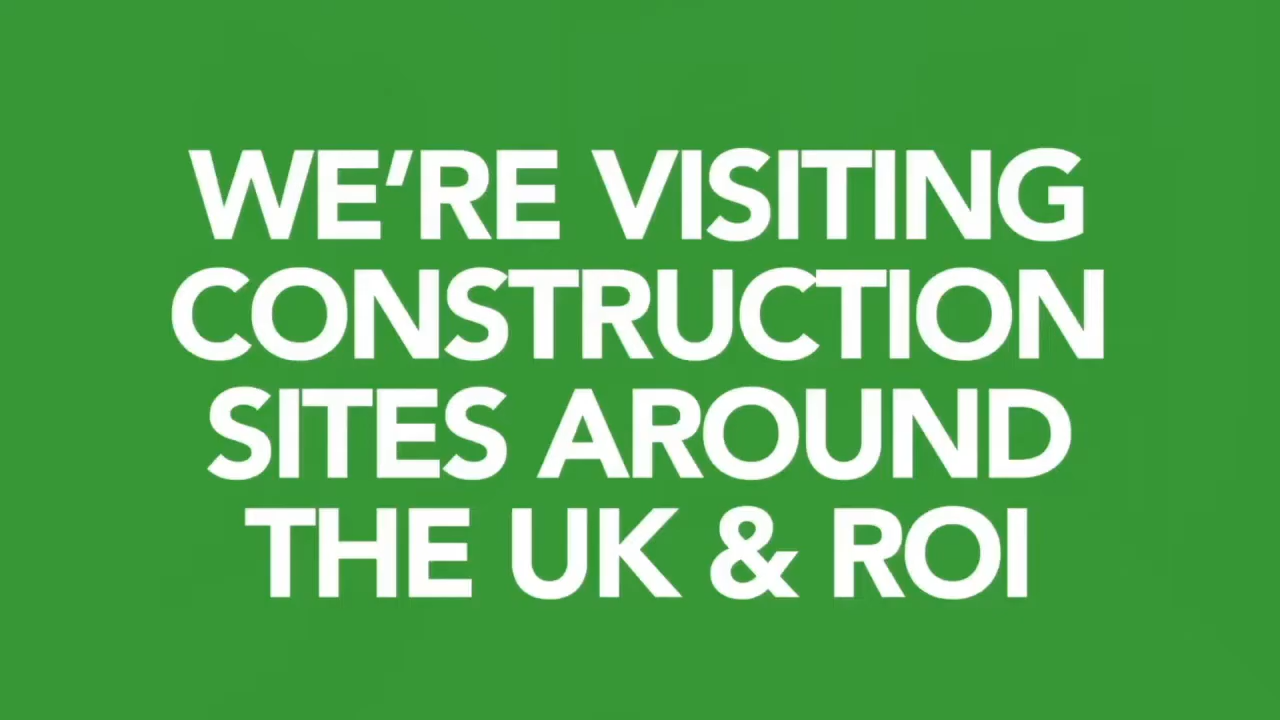 WE’RE VISITING
CONSTRUCTION
SITES AROUND
THE UK & ROI